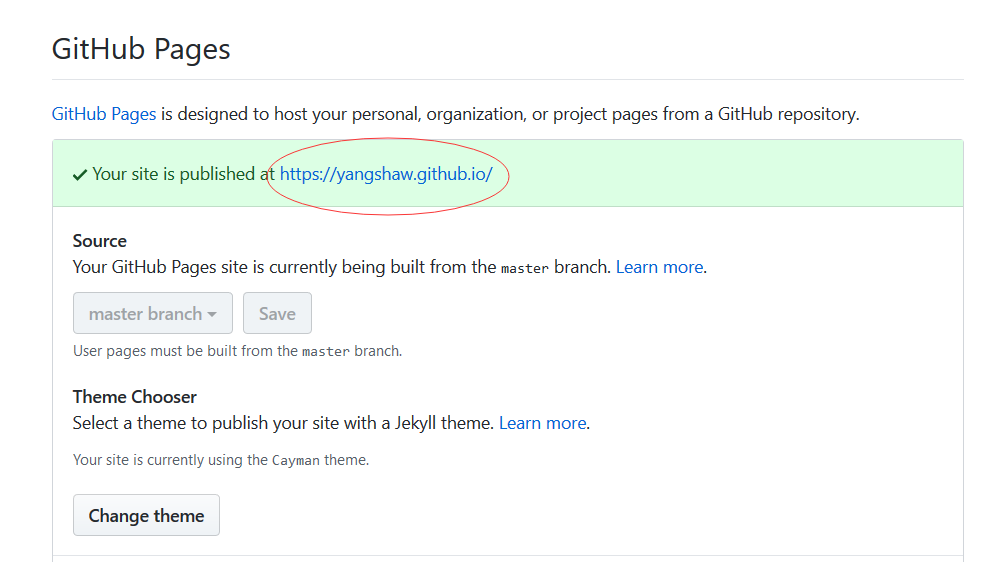 GitHub Pages
GitHub Pages is designed to host your personal, organization, or project pages from a GitHub repository.
Your site is published at https://yangshaw.github.io/
Source
Your GitHub Pages site is currently being built from the master branch. Learn more.
master branch
Save
User pages must be built from the master branch.
Theme Chooser
Select a theme to publish your site with a Jekyll theme. Learn more.
Your site is currently using the Cayman theme.
Change theme